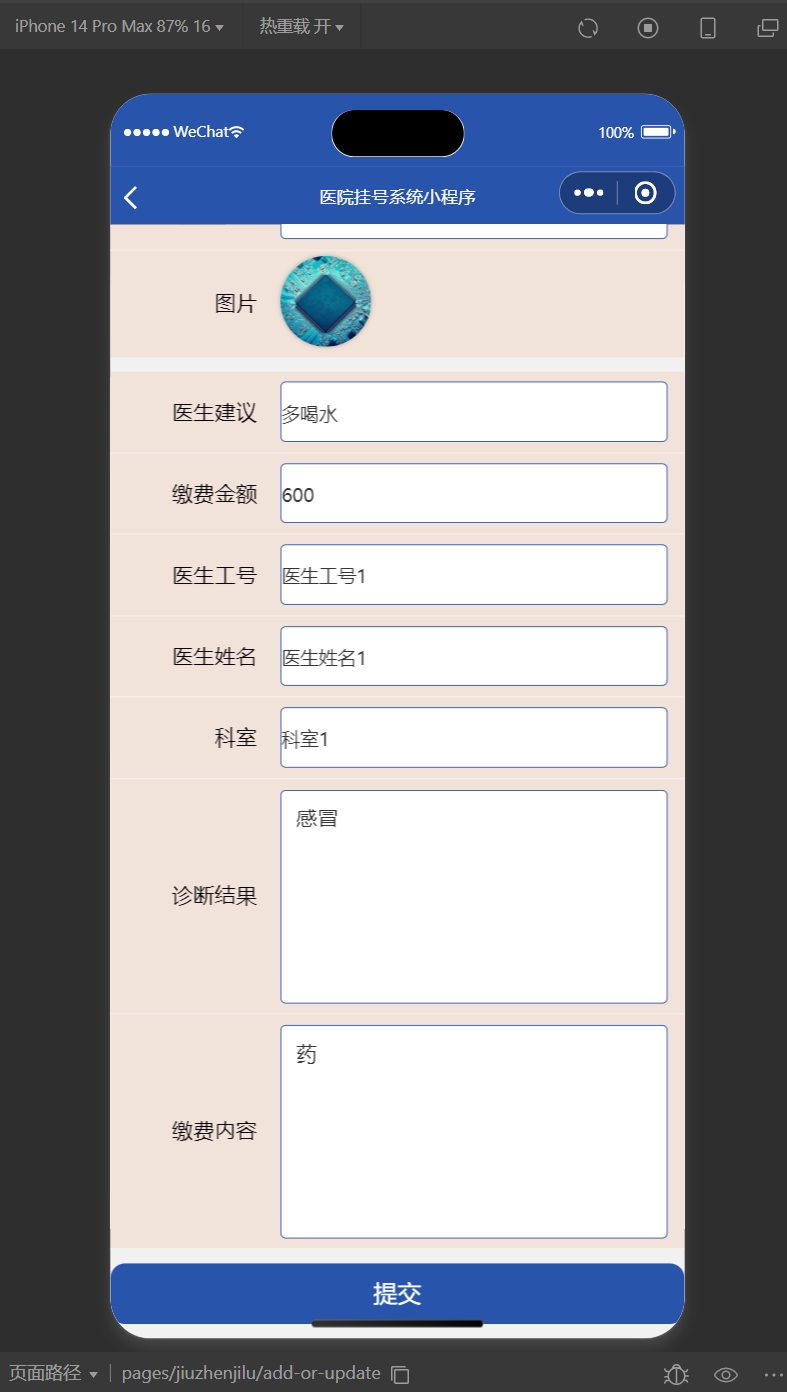 iPhone 14 Pro Max 87% 16
热重载 开
WeChat
100%
医院挂号系统小程序
图片
医生建议
多喝水
缴费金额
600
医生工号
医生工号1
医生姓名
医生姓名1
科室
科室1
诊断结果
感冒
缴费内容
药
提交
页面路径
pages/jiuzhenjilu/add-or-update